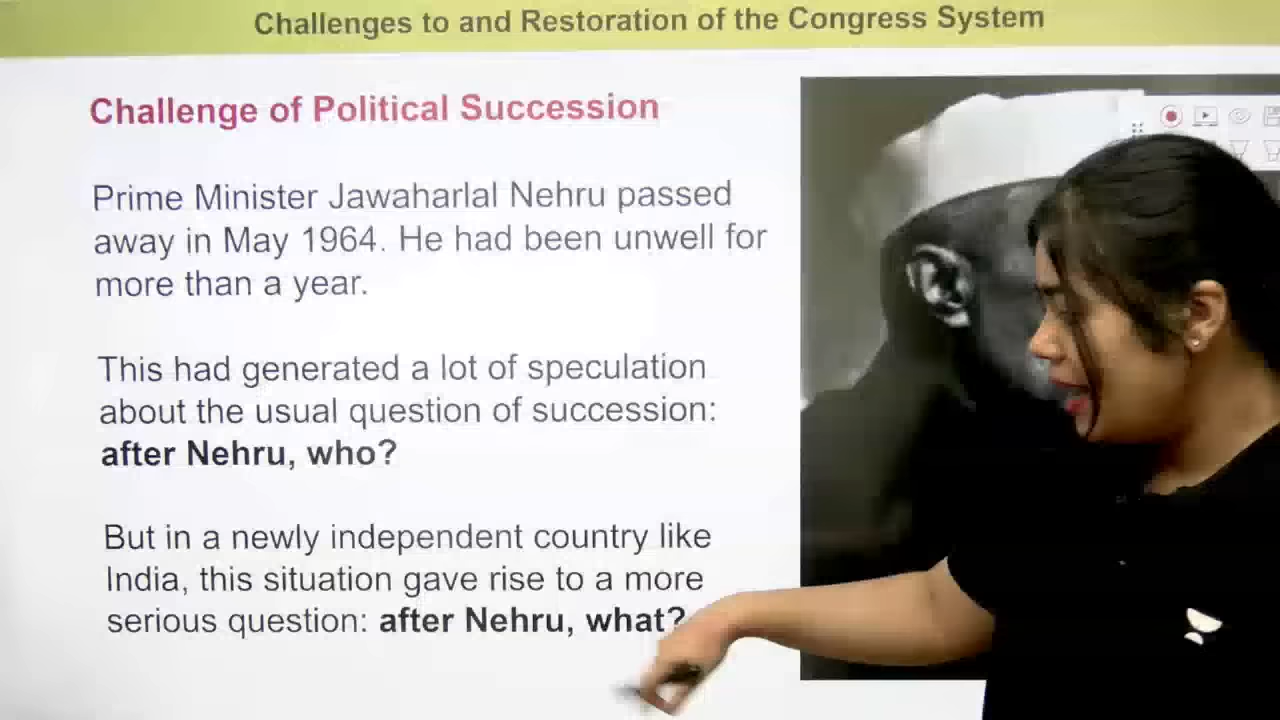 Challenges to and Restoration of the Congress System
Challenge of Political Succession
Prime Minister Jawaharlal Nehru passed
away in May 1964. He had been unwell for
more than a year.
This had generated a lot of speculation
about the usual question of succession:
after Nehru, who?
But in a newly independent country like
India, this situation gave rise to a more
serious question: after Nehru, what?